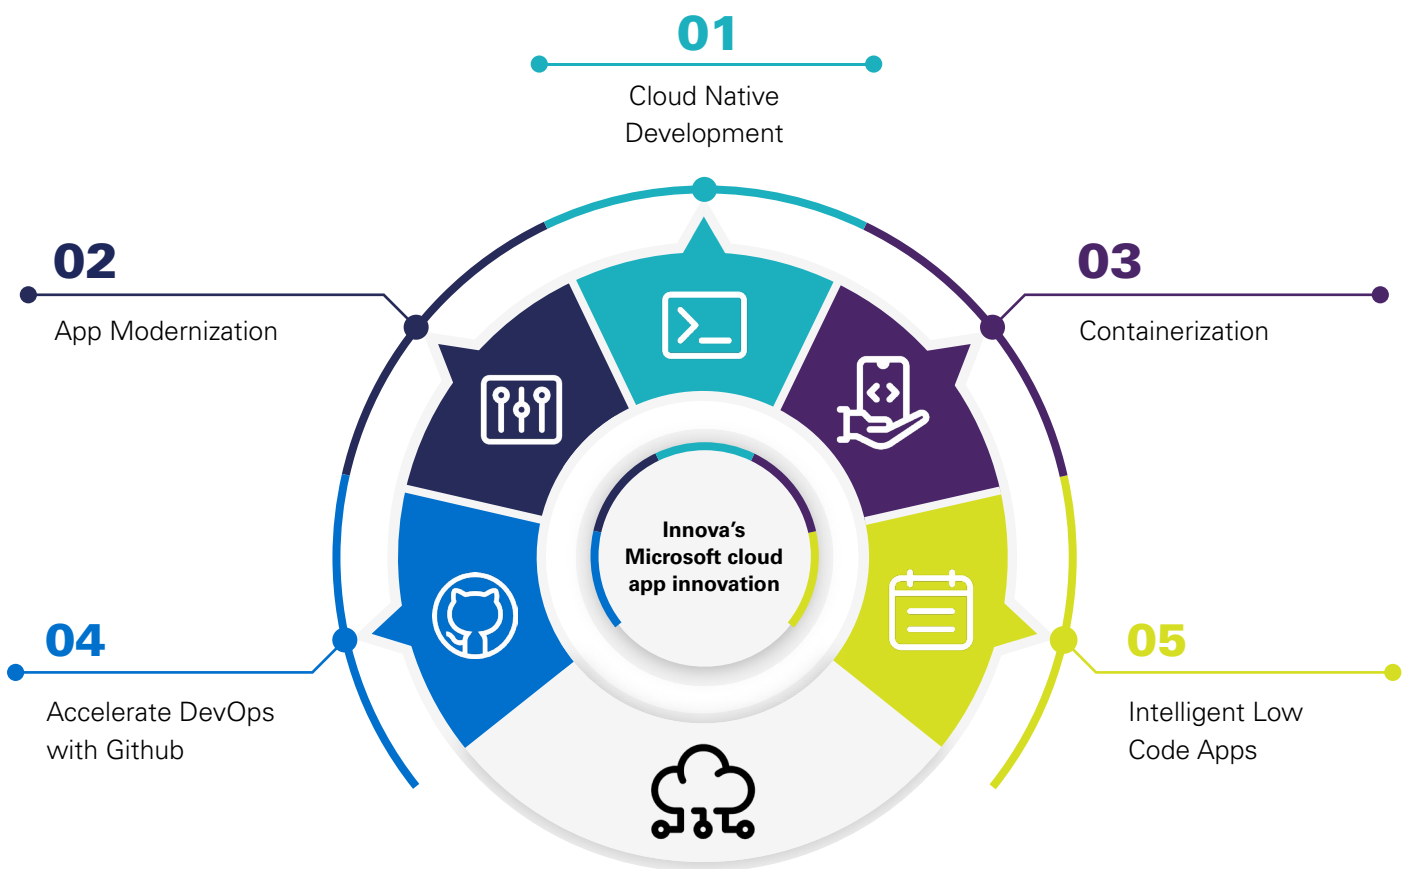 01
Cloud Native
Development
02
App Modernization
03
Containerization
Innova’s
Microsoft cloud
app innovation
04
Accelerate DevOps
with Github
05
Intelligent Low
Code Apps